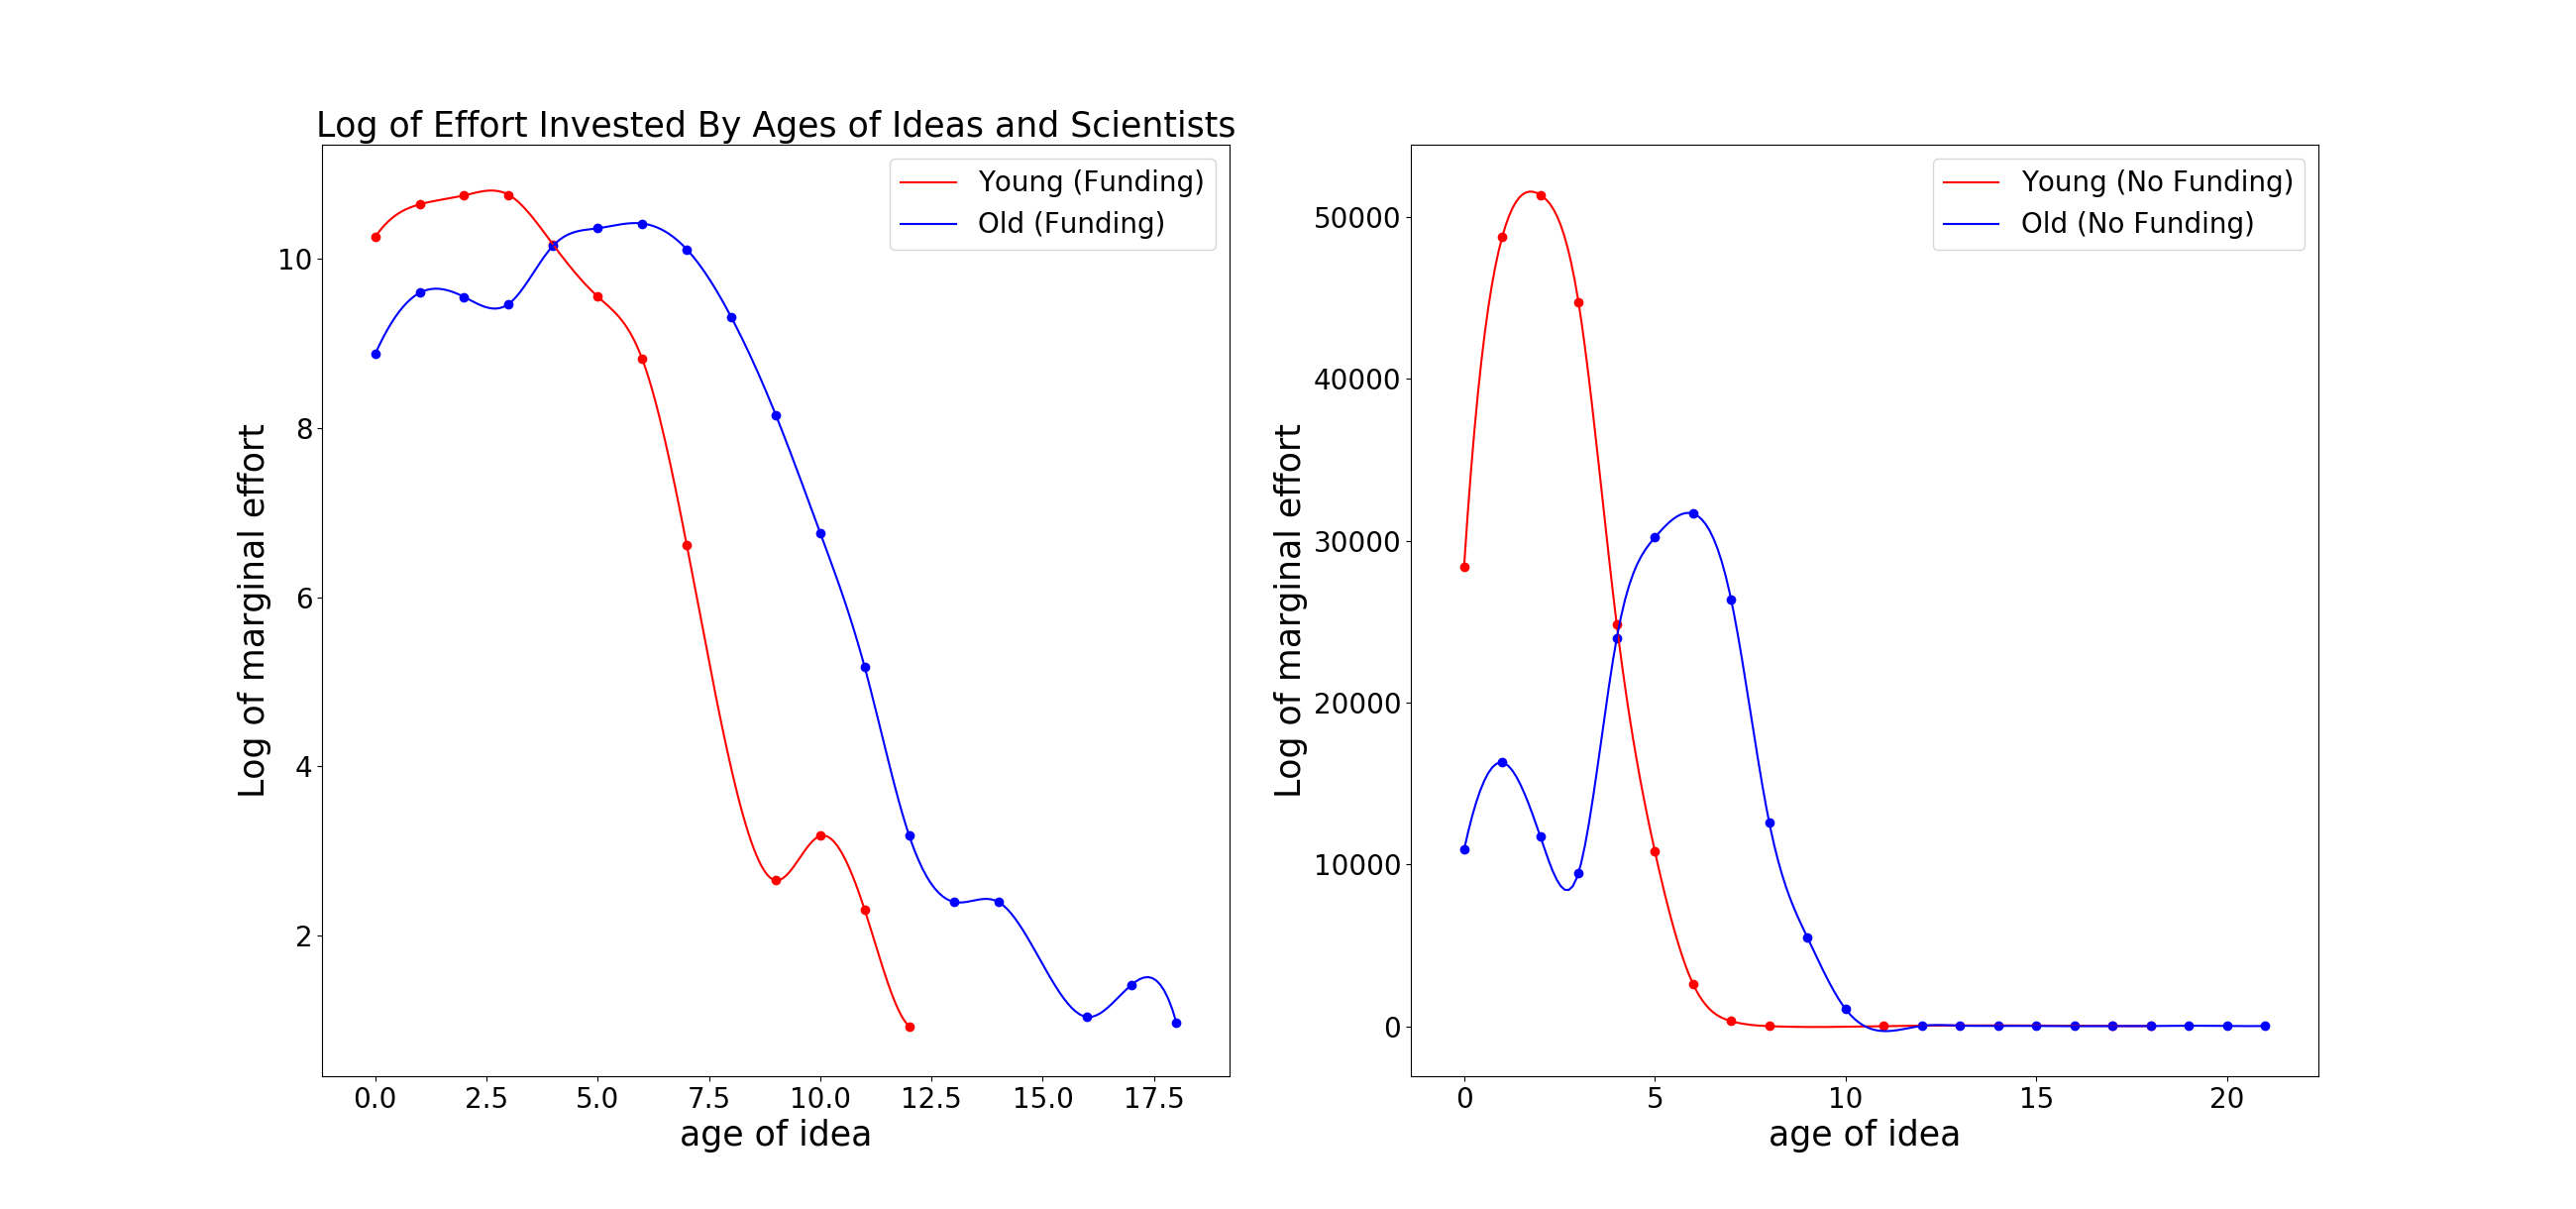 Log of Effort Invested By Ages of Ideas and Scientists
Young (Funding)
Old (Funding)
Log of marginal effort
10
8
6
4
2
0.0 2.5 5.0 7.5 10.0 12.5 15.0 17.5
age of idea
Young (No Funding)
Old (No Funding)
Log of marginal effort
50000
40000
30000
20000
10000
0
0 5 10 15 20
age of idea